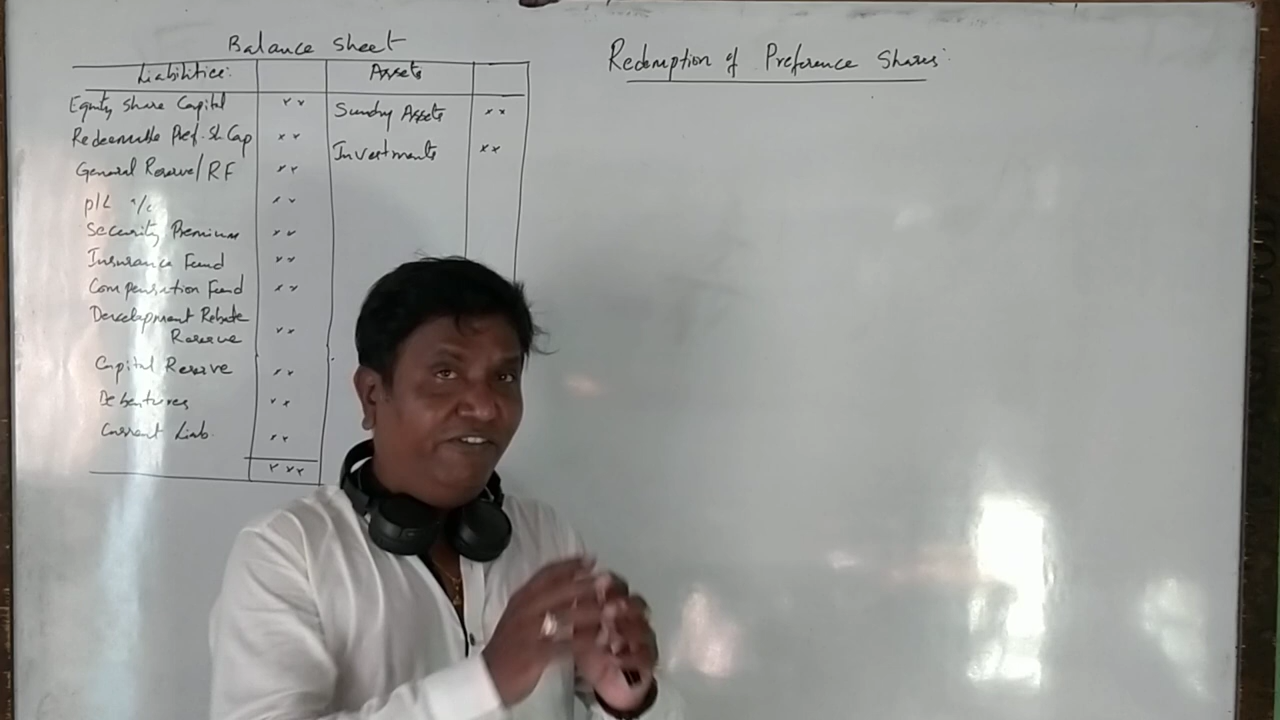 Balance Sheet
Liabilities: Assets
Equity Share Capital xx Sundry Assets xx
Redeemable Pref. Sh. Cap xx Investments xx
General Reserve/RF xx
P/L A/c xx
Security Premium xx
Insurance Fund xx
Compensation Fund xx
Development Rebate
Reserve xx
Capital Reserve xx
Debentures xx
Current Liab. xx
xxx
Redemption of Preference Shares: